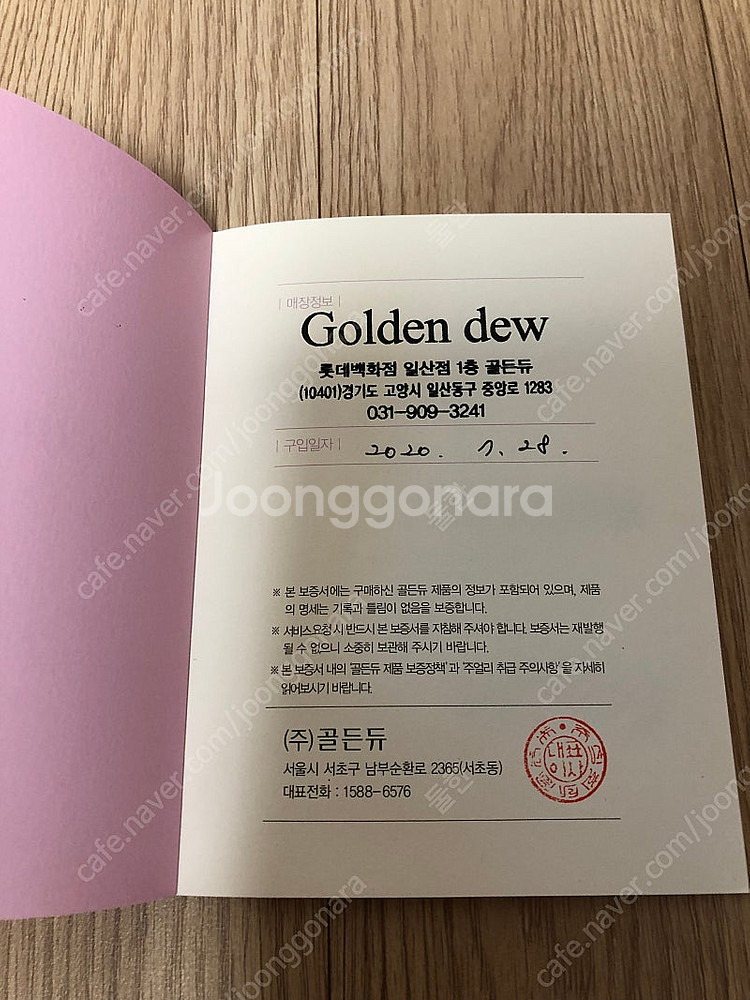 | 매장정보 |
Golden dew
롯데백화점 일산점 1층 골든듀
(10401)경기도 고양시 일산동구 중앙로 1283
031-909-3241
| 구입일자 | 2020. 7. 28.
Joonggonara
※ 본 보증서에는 구매하신 골든듀 제품의 정보가 포함되어 있으며, 제품
의 명세는 기록과 틀림이 없음을 보증합니다.
※ 서비스요청 시 반드시 본 보증서를 지참해 주셔야 합니다. 보증서는 재발행
될 수 없으니 소중히 보관해 주시기 바랍니다.
※ 본 보증서 내의 '골든듀 제품 보증정책'과 '주얼리 취급 주의사항'을 자세히
읽어보시기 바랍니다.
(주)골든듀
서울시 서초구 남부순환로 2365(서초동)
대표전화 : 1588-6576
대표
이사
cafe.naver.com/joonggonara